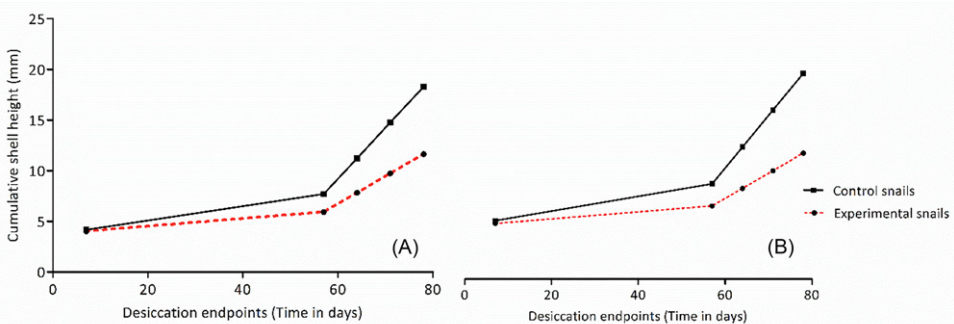 25
20
15
10
5
0
Cumulative shell height (mm)
(A)
0 20 40 60 80
Desiccation endpoints (Time in days)
(B)
0 20 40 60 80
Desiccation endpoints (Time in days)
Control snails
Experimental snails